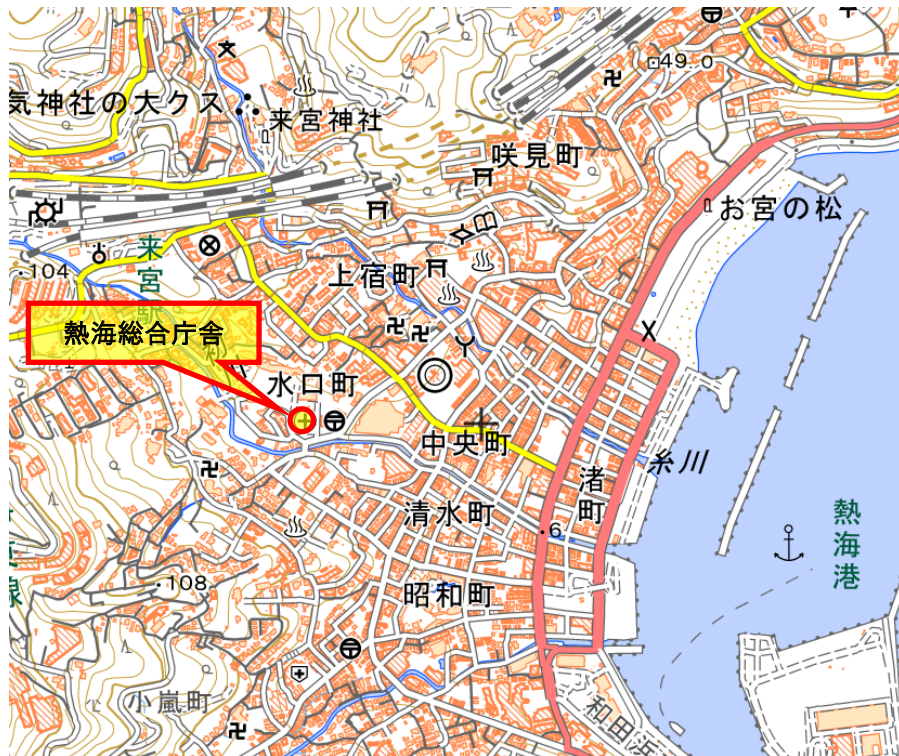 49.0
気神社の大クス
来宮神社
咲見町
お宮の松
104
来宮駅
上宿町
熱海総合庁舎
水口町
中央町
糸川
渚町
清水町
6
熱海港
108
昭和町
小嵐町
和田浜
線